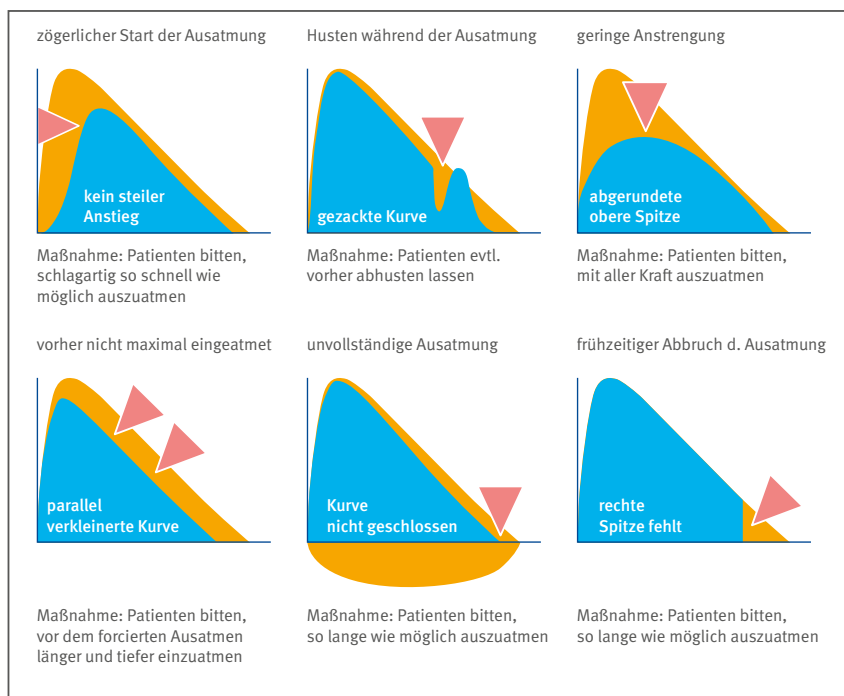 zögerlicher Start der Ausatmung
kein steiler
Anstieg
Maßnahme: Patienten bitten,
schlagartig so schnell wie
möglich auszuatmen
Husten während der Ausatmung
gezackte Kurve
Maßnahme: Patienten evtl.
vorher abhusten lassen
geringe Anstrengung
abgerundete
obere Spitze
Maßnahme: Patienten bitten,
mit aller Kraft auszuatmen
vorher nicht maximal eingeatmet
parallel
verkleinerte Kurve
Maßnahme: Patienten bitten,
vor dem forcierten Ausatmen
länger und tiefer einzuatmen
unvollständige Ausatmung
Kurve
nicht geschlossen
Maßnahme: Patienten bitten,
so lange wie möglich auszuatmen
frühzeitiger Abbruch d. Ausatmung
rechte
Spitze fehlt
Maßnahme: Patienten bitten,
so lange wie möglich auszuatmen